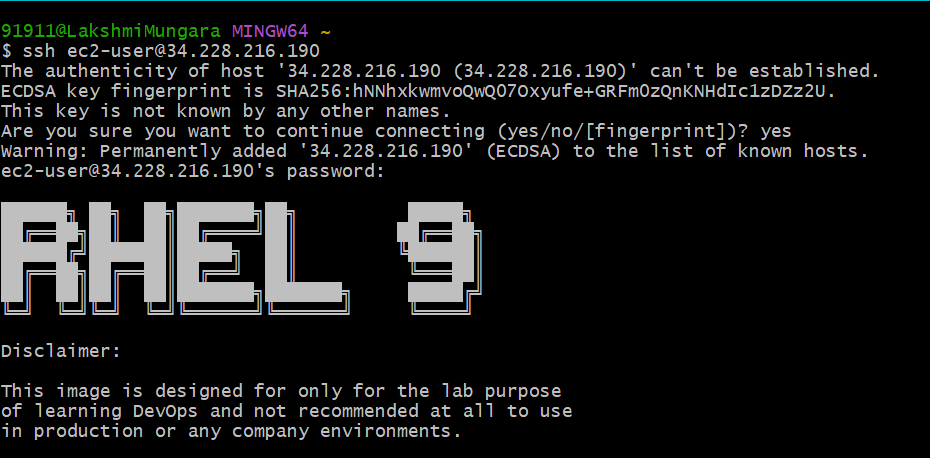 91911@LakshmiMungara MINGW64 ~
$ ssh ec2-user@34.228.216.190
The authenticity of host '34.228.216.190 (34.228.216.190)' can't be established.
ECDSA key fingerprint is SHA256:hNNhxkwmvoQwQ07Oxyufe+GRFm0zQnKNHdIc1zDZz2U.
This key is not known by any other names.
Are you sure you want to continue connecting (yes/no/[fingerprint])? yes
Warning: Permanently added '34.228.216.190' (ECDSA) to the list of known hosts.
ec2-user@34.228.216.190's password:
RHEL 9
Disclaimer:
This image is designed for only for the lab purpose
of learning DevOps and not recommended at all to use
in production or any company environments.